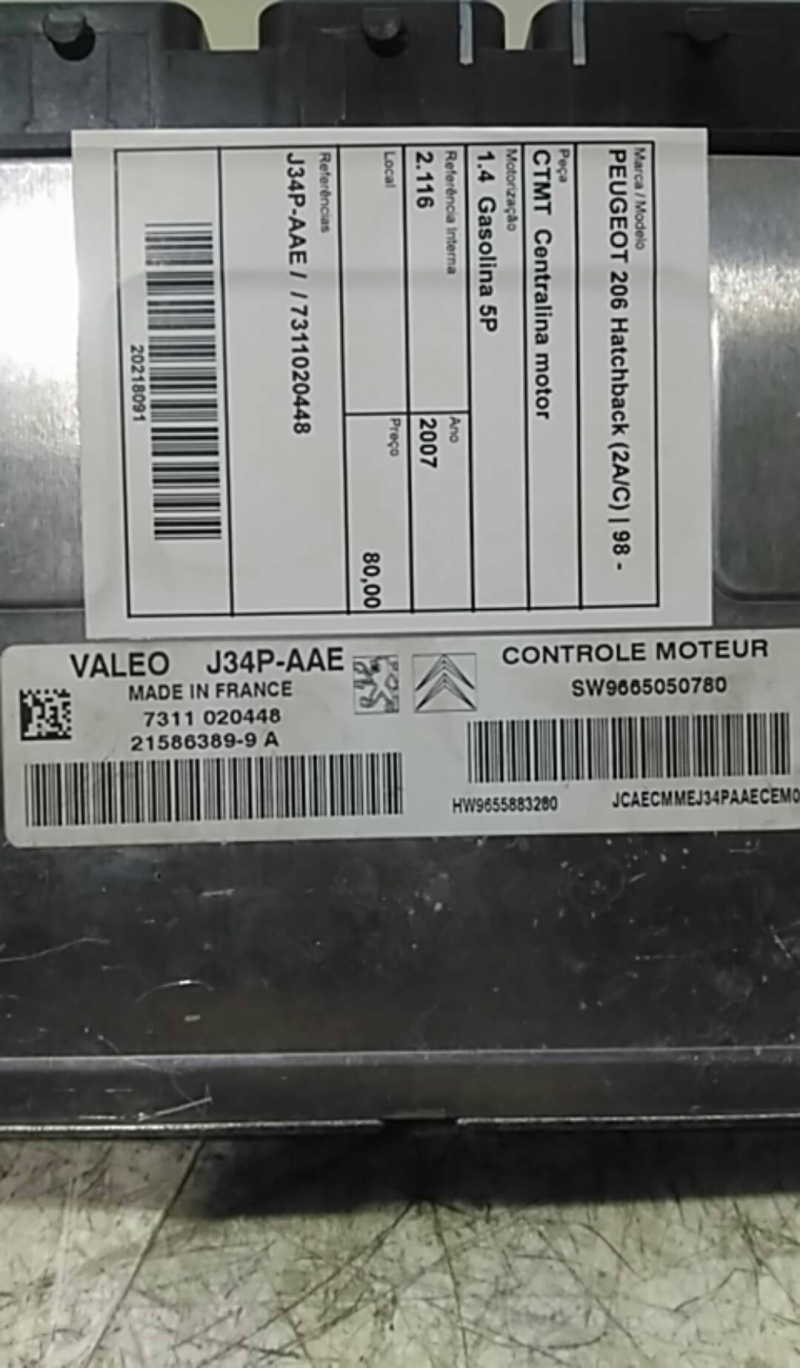 Marca / Modelo
PEUGEOT 206 Hatchback (2A/C) | 98 -
Peça
CTMT Centralina motor
Motorização
1.4 Gasolina 5P
Referência Interna
2.116
Ano
2007
Local
Preço
80,00
Referências
J34P-AAE / / 7311020448
20218091
VALEO J34P-AAE
MADE IN FRANCE
7311 020448
21586389-9 A
CONTROLE MOTEUR
SW9665050780
HW9655883280
JCAECMMEJ34PAAECEM0